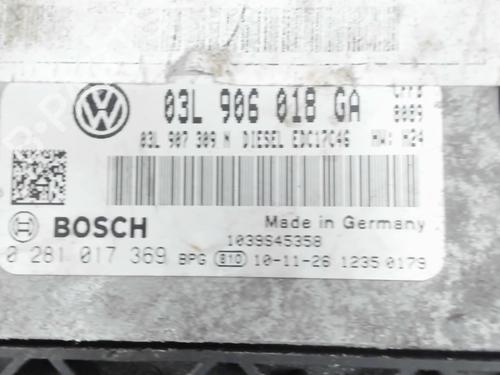 03L 906 018 GA
8089
03L 907 309 N DIESEL EDC17C46 HW: H24
BOSCH
Made in Germany
1039S45358
0 281 017 369 BPG 810 10-11-26 1235 0179